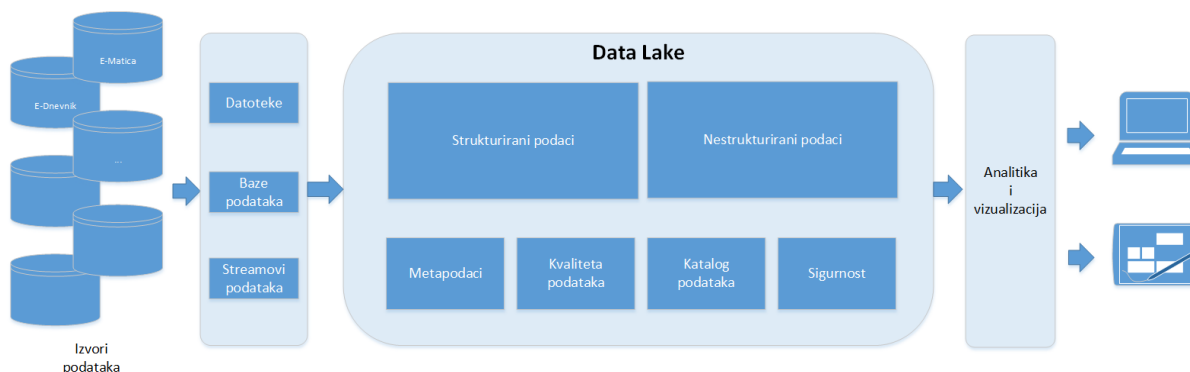 E-Matica
E-Dnevnik
...
Izvori
podataka
Datoteke
Baze
podataka
Streamovi
podataka
Data Lake
Strukturirani podaci
Nestrukturirani podaci
Metapodaci
Kvaliteta
podataka
Katalog
podataka
Sigurnost
Analitika
i
vizualizacija